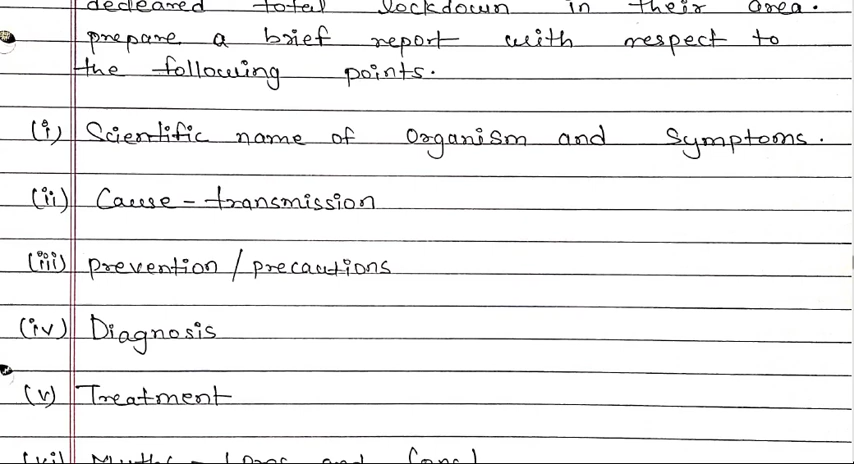 decleared total lockdown in their area.
prepare a brief report with respect to
the following points.
(i) Scientific name of organism and symptoms.
(ii) Cause - transmission
(iii) prevention / precautions
(iv) Diagnosis
(v) Treatment